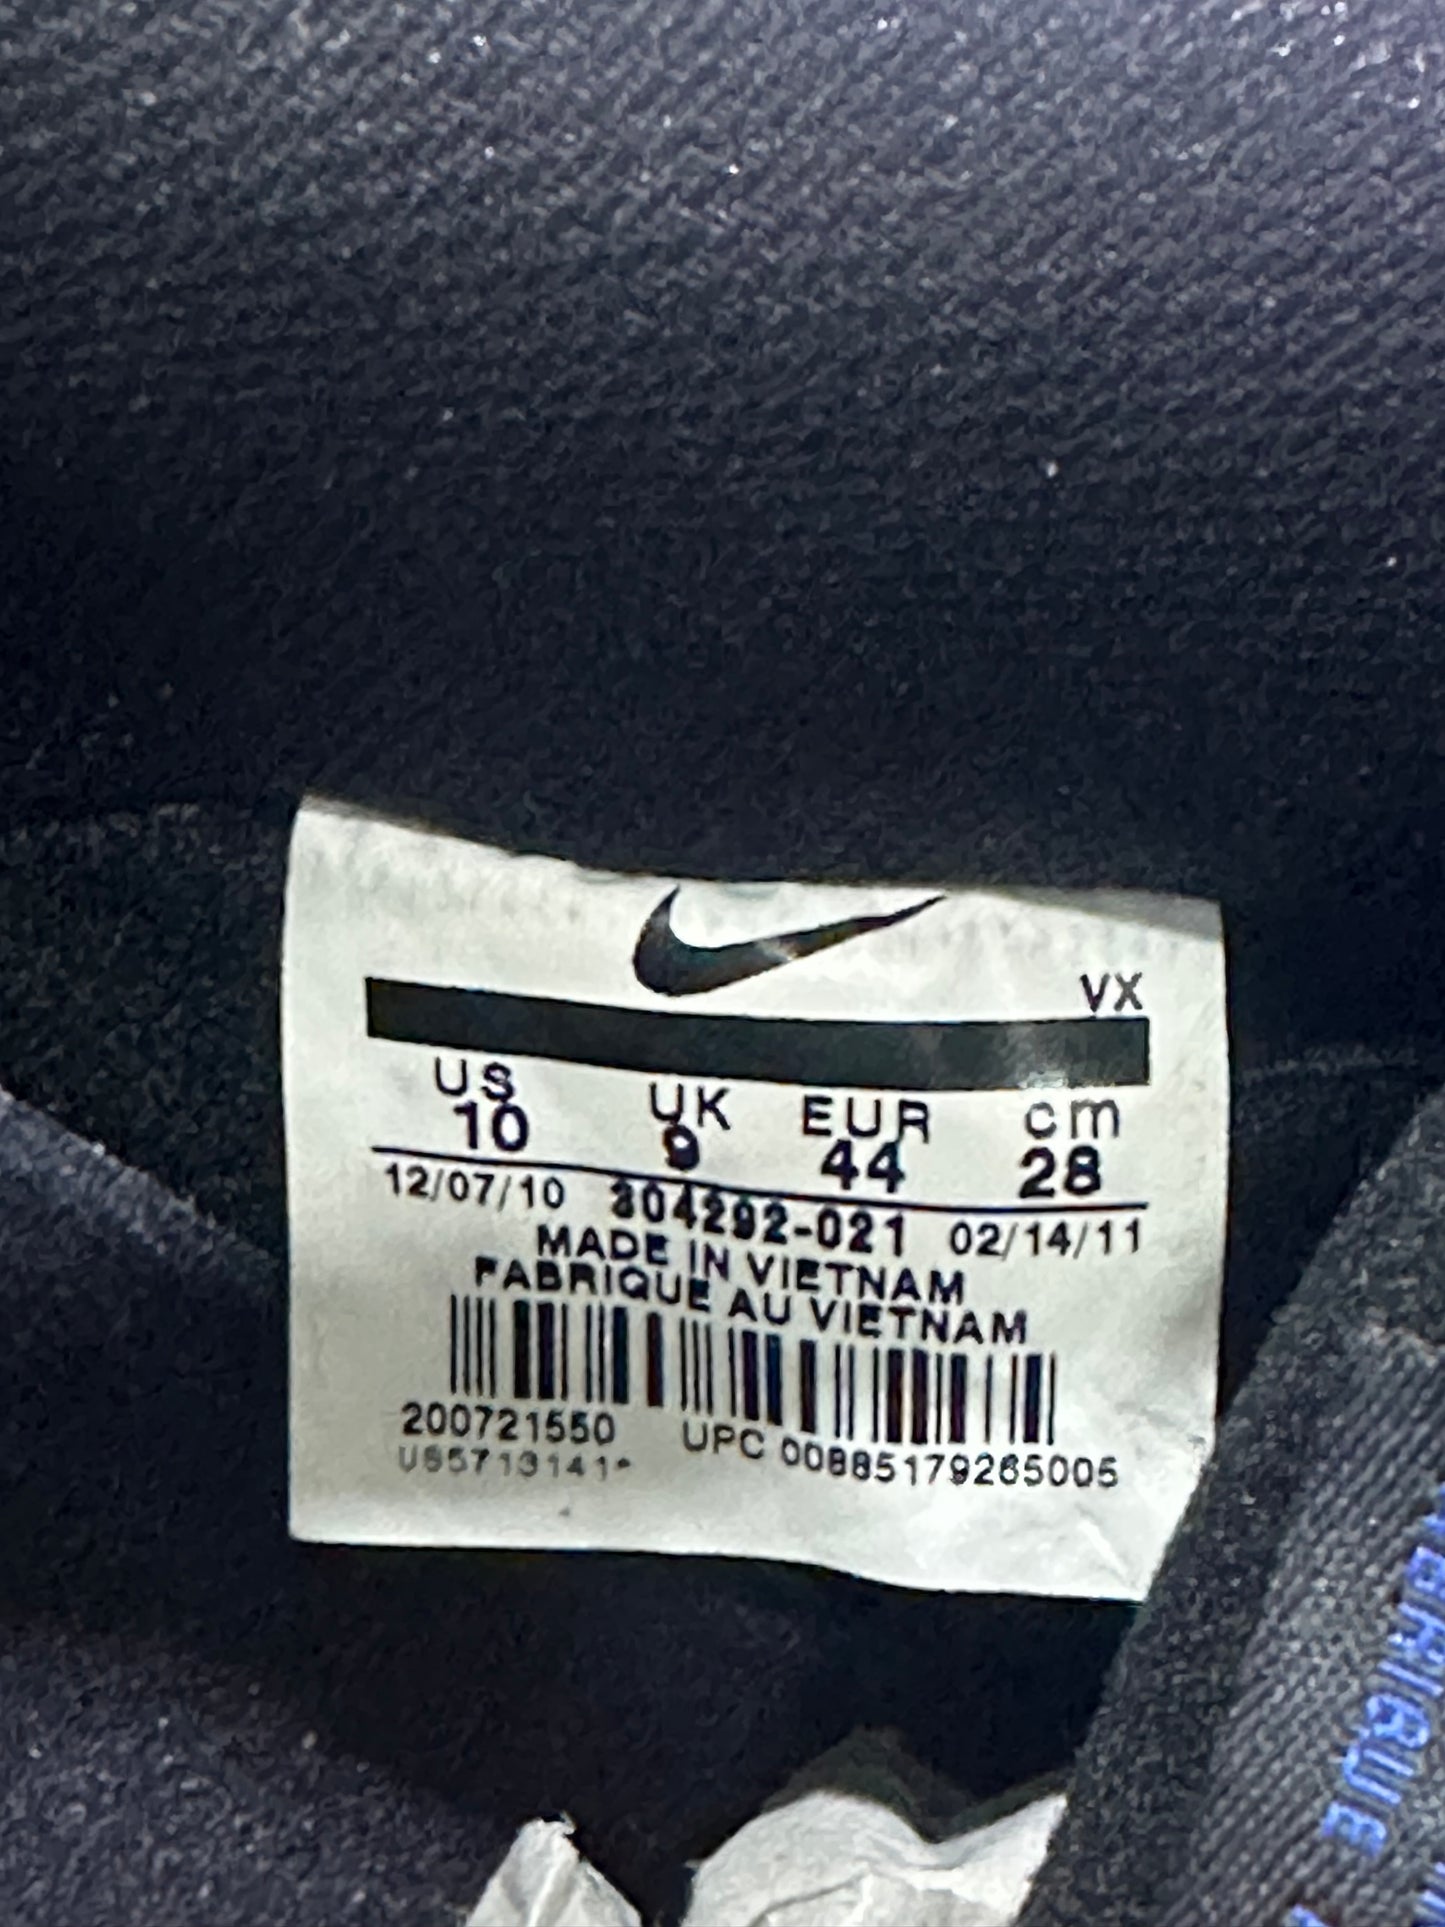 VX
US UK EUR cm
10 9 44 28
12/07/10 304292-021 02/14/11
MADE IN VIETNAM
FABRIQUE AU VIETNAM
200721550 UPC 00885179265005
US5713141*